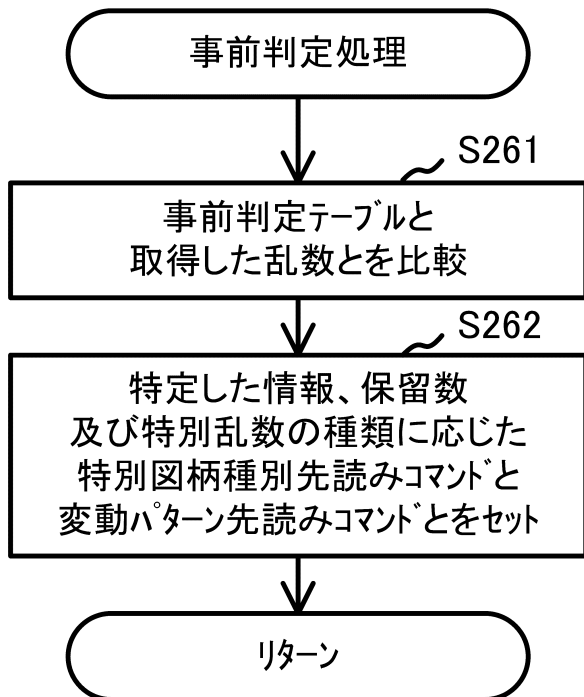 事前判定処理
S261
事前判定ﾃｰﾌﾞﾙと
取得した乱数とを比較
S262
特定した情報、保留数
及び特別乱数の種類に応じた
特別図柄種別先読みｺﾏﾝﾄﾞと
変動ﾊﾟﾀｰﾝ先読みｺﾏﾝﾄﾞとをｾｯﾄ
ﾘﾀｰﾝ